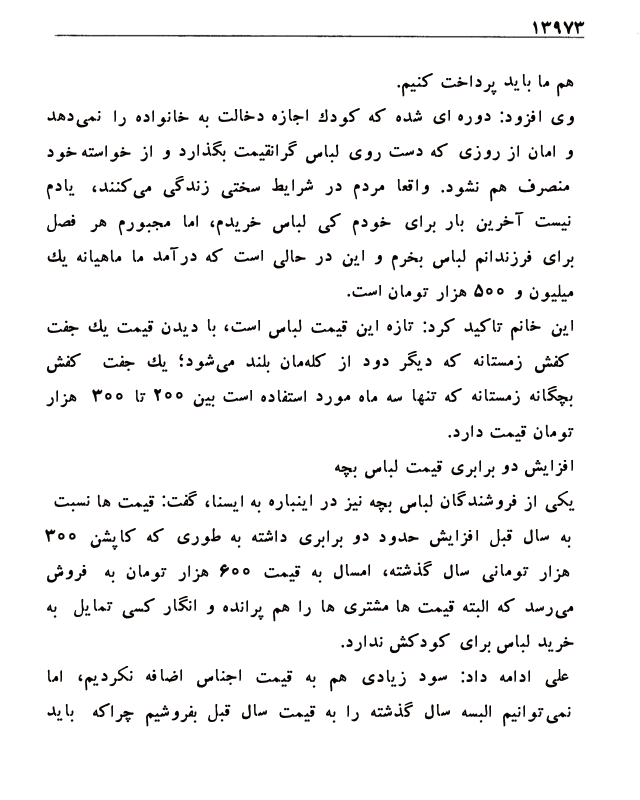 ۱۳۹۷۳
هم ما باید پرداخت کنیم.
وی افزود: دوره ای شده که کودك اجازه دخالت به خانواده را نمی‌دهد
و امان از روزی که دست روی لباس گرانقیمت بگذارد و از خواسته خود
منصرف هم نشود. واقعا مردم در شرایط سختی زندگی می‌کنند، یادم
نیست آخرین بار برای خودم کی لباس خریدم، اما مجبورم هر فصل
برای فرزندانم لباس بخرم و این در حالی است که درآمد ما ماهیانه یك
میلیون و ۵۰۰ هزار تومان است.
این خانم تاکید کرد: تازه این قیمت لباس است، با دیدن قیمت یك جفت
کفش زمستانه که دیگر دود از کله‌مان بلند می‌شود؛ یك جفت کفش
بچگانه زمستانه که تنها سه ماه مورد استفاده است بین ۲۰۰ تا ۳۰۰ هزار
تومان قیمت دارد.
افزایش دو برابری قیمت لباس بچه
یکی از فروشندگان لباس بچه نیز در اینباره به ایسنا، گفت: قیمت ها نسبت
به سال قبل افزایش حدود دو برابری داشته به طوری که کاپشن ۳۰۰
هزار تومانی سال گذشته، امسال به قیمت ۶۰۰ هزار تومان به فروش
می‌رسد که البته قیمت ها مشتری ها را هم پرانده و انگار کسی تمایل به
خرید لباس برای کودکش ندارد.
علی ادامه داد: سود زیادی هم به قیمت اجناس اضافه نکردیم، اما
نمی‌توانیم البسه سال گذشته را به قیمت سال قبل بفروشیم چراکه باید